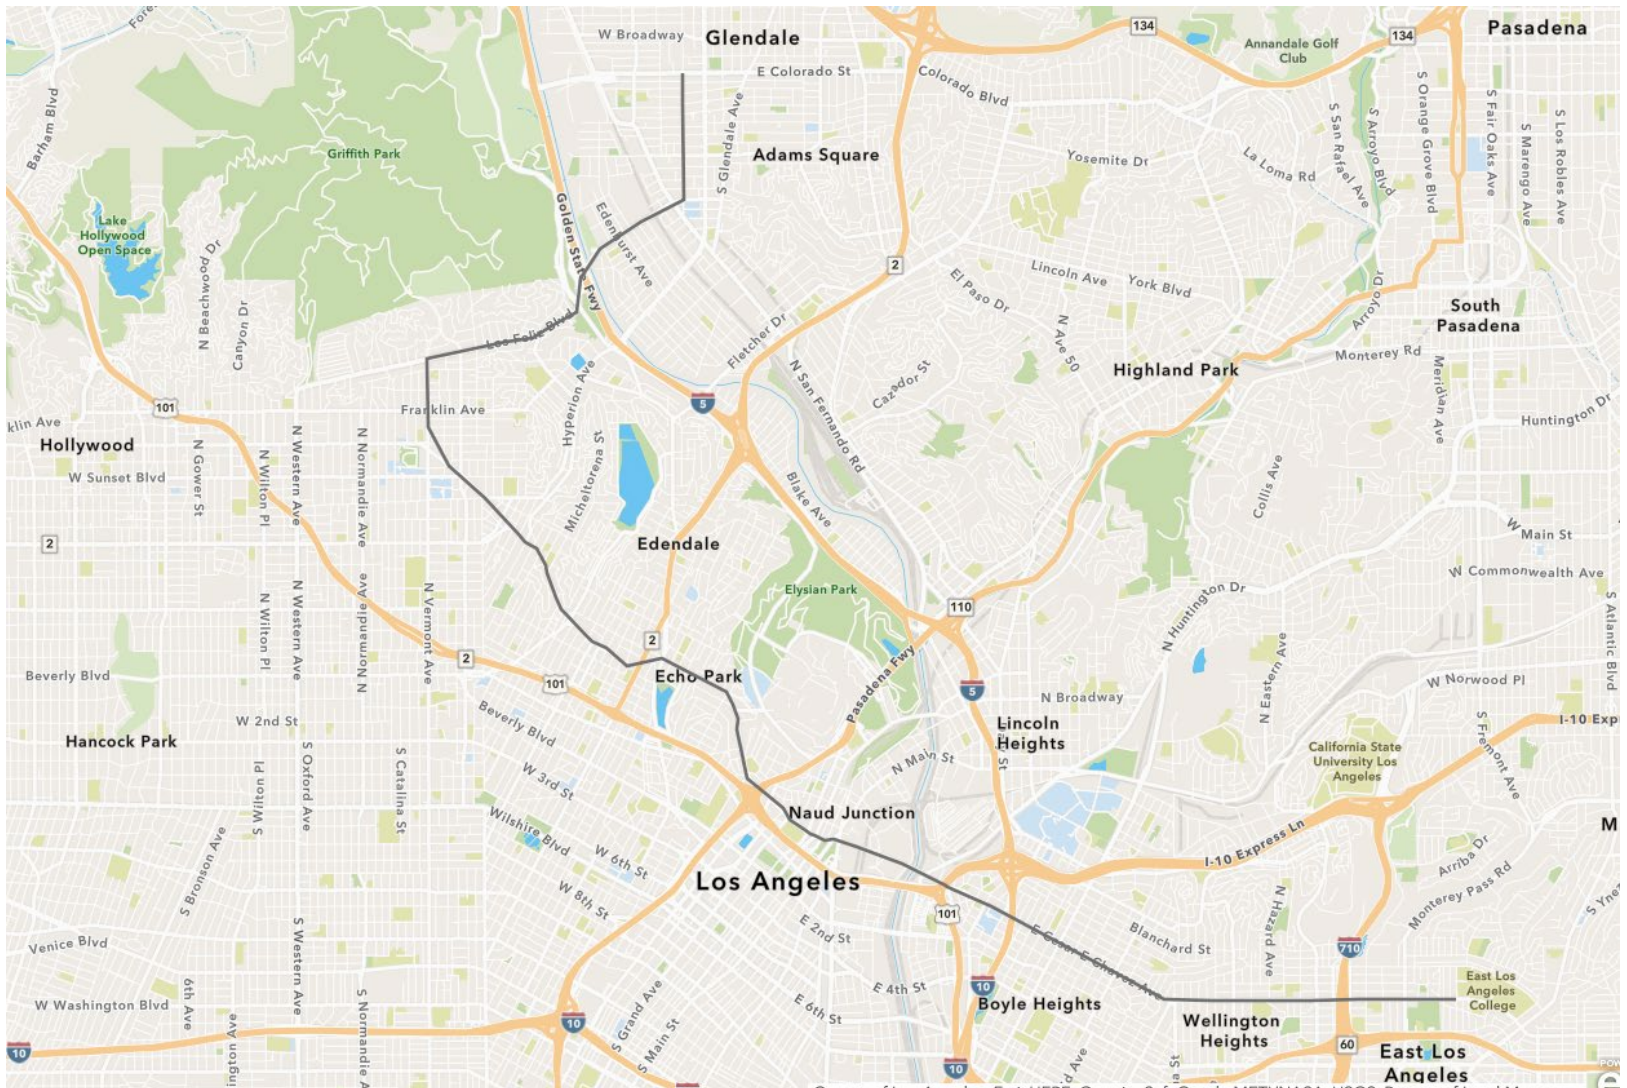 W Broadway
Glendale
134
134
Pasadena
Annandale Golf
Club
E Colorado St
Colorado Blvd
Barham Blvd
S Glendale Ave
Griffith Park
Adams Square
Yosemite Dr
La Loma Rd
S San Rafael Ave
S Arroyo Blvd
S Orange Grove Blvd
S Fair Oaks Ave
S Marengo Ave
S Los Robles Ave
Lake
Hollywood
Open Space
N Beachwood Dr
Canyon Dr
Golden State Fwy
Edenhurst Ave
2
El Paso Dr
Lincoln Ave
York Blvd
Arroyo Dr
South
Pasadena
Los Feliz Blvd
Fletcher Dr
N Ave 50
Monterey Rd
Highland Park
Cazador St
N San Fernando Rd
Hyperion Ave
5
101
Franklin Ave
klin Ave
Hollywood
Meridian Ave
Huntington Dr
W Sunset Blvd
N Gower St
N Wilton Pl
N Western Ave
N Normandie Ave
Micheltorena St
Blake Ave
Collis Ave
2
Edendale
W Main St
W Commonwealth Ave
Elysian Park
N Wilton Pl
N Western Ave
N Normandie Ave
N Vermont Ave
110
N Huntington Dr
S Atlantic Blvd
2
2
Beverly Blvd
Echo Park
101
Pasadena Fwy
5
N Broadway
N Eastern Ave
W Norwood Pl
W 2nd St
Beverly Blvd
Hancock Park
Lincoln
Heights
I-10 Exp
S Fremont Ave
California State
University Los
Angeles
S Wilton Pl
S Oxford Ave
S Catalina St
W 3rd St
N Main St
Naud Junction
Wilshire Blvd
W 6th St
W 8th St
S Bronson Ave
Los Angeles
I-10 Express Ln
Arriba Dr
Monterey Pass Rd
M
101
E 2nd St
E Cesar E Chavez Ave
Blanchard St
N Hazard Ave
710
Venice Blvd
S Western Ave
E 4th St
10
Boyle Heights
East Los
Angeles
College
W Washington Blvd
6th Ave
S Normandie A
S Grand Ave
S Main St
E 6th St
Wellington
Heights
10
10
10
60
East Los
Angeles